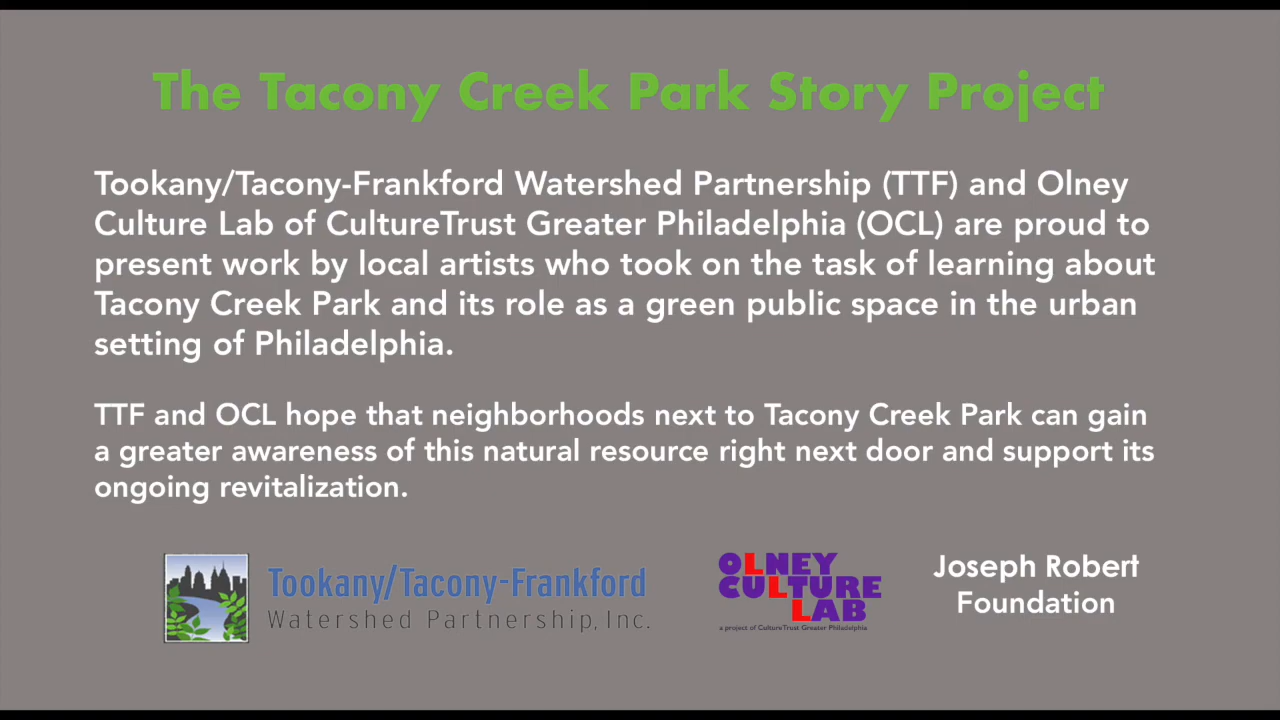 The Tacony Creek Park Story Project
Tookany/Tacony-Frankford Watershed Partnership (TTF) and Olney
Culture Lab of CultureTrust Greater Philadelphia (OCL) are proud to
present work by local artists who took on the task of learning about
Tacony Creek Park and its role as a green public space in the urban
setting of Philadelphia.
TTF and OCL hope that neighborhoods next to Tacony Creek Park can gain
a greater awareness of this natural resource right next door and support its
ongoing revitalization.
Tookany/Tacony-Frankford
Watershed Partnership, Inc.
OLNEY
CULTURE
LAB
a project of CultureTrust Greater Philadelphia
Joseph Robert
Foundation